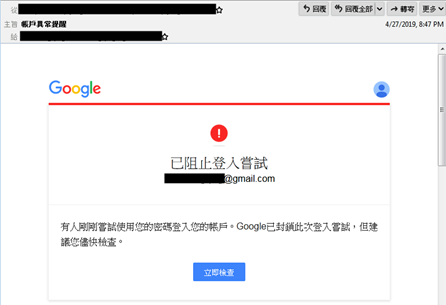 從
回覆 回覆全部 轉寄 更多
主旨 帳戶異常提醒 4/27/2019, 8:47 PM
給
Google
已阻止登入嘗試
@gmail.com
有人剛剛嘗試使用您的密碼登入您的帳戶。Google已封鎖此次登入嘗試，但建
議您儘快檢查。
立即檢查